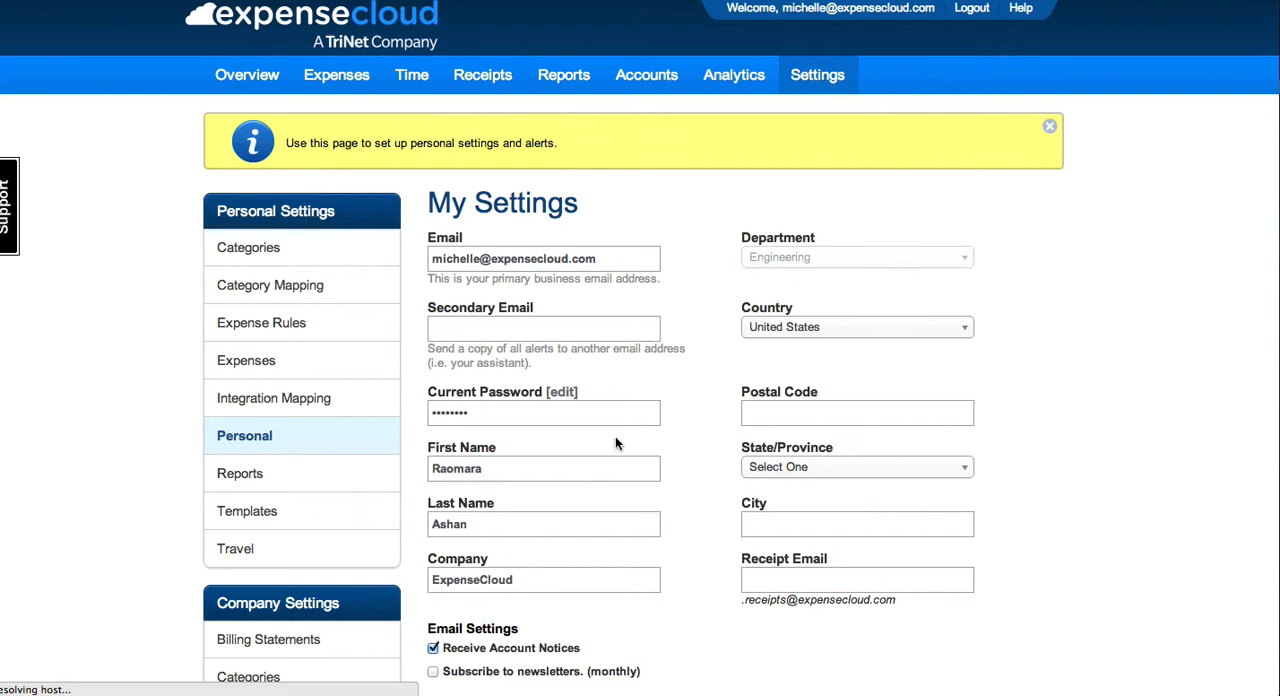 Welcome, michelle@expensecloud.com Logout Help
expensecloud
A TriNet Company
Overview Expenses Time Receipts Reports Accounts Analytics Settings
i Use this page to set up personal settings and alerts.
Support
Personal Settings
Categories
Category Mapping
Expense Rules
Expenses
Integration Mapping
Personal
Reports
Templates
Travel
Company Settings
Billing Statements
Categories
My Settings
Email
michelle@expensecloud.com
This is your primary business email address.
Secondary Email
Send a copy of all alerts to another email address
(i.e. your assistant).
Current Password [edit]
••••••••
First Name
Raomara
Last Name
Ashan
Company
ExpenseCloud
Email Settings
Receive Account Notices
Subscribe to newsletters. (monthly)
Department
Engineering
Country
United States
Postal Code
State/Province
Select One
City
Receipt Email
.receipts@expensecloud.com
esolving host...